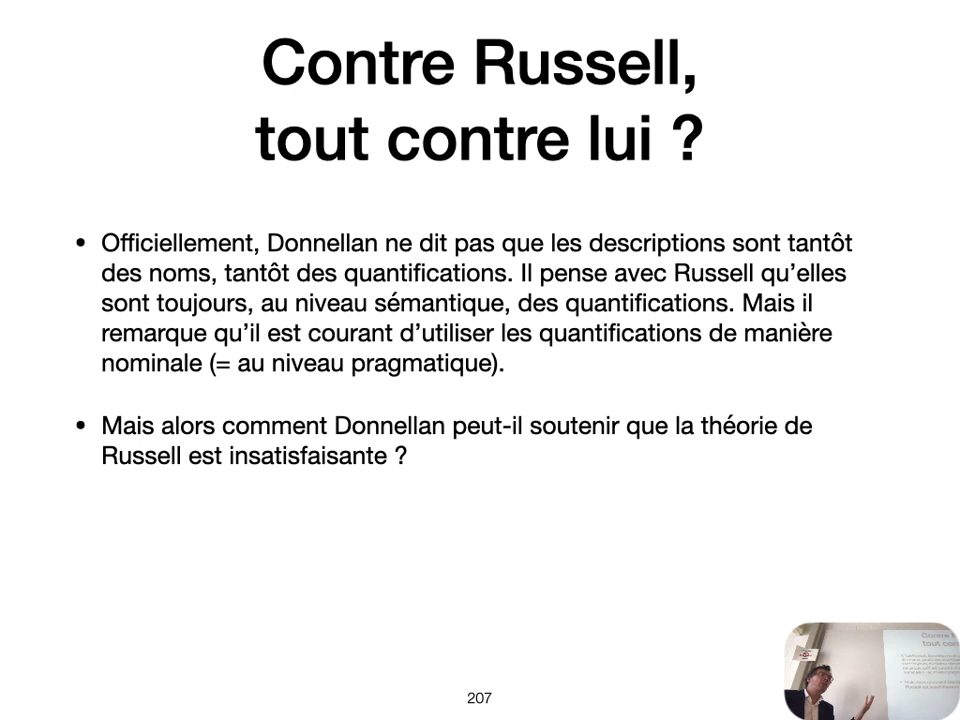 Contre Russell,
tout contre lui ?
• Officiellement, Donnellan ne dit pas que les descriptions sont tantôt
des noms, tantôt des quantifications. Il pense avec Russell qu’elles
sont toujours, au niveau sémantique, des quantifications. Mais il
remarque qu’il est courant d’utiliser les quantifications de manière
nominale (= au niveau pragmatique).
• Mais alors comment Donnellan peut-il soutenir que la théorie de
Russell est insatisfaisante ?
207